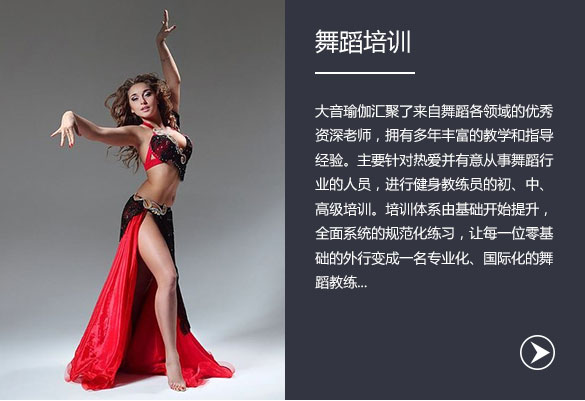 舞蹈培训
大音瑜伽汇聚了来自舞蹈各领域的优秀
资深老师，拥有多年丰富的教学和指导
经验。主要针对热爱并有意从事舞蹈行
业的人员，进行健身教练员的初、中、
高级培训。培训体系由基础开始提升，
全面系统的规范化练习，让每一位零基
础的外行变成一名专业化、国际化的舞
蹈教练...